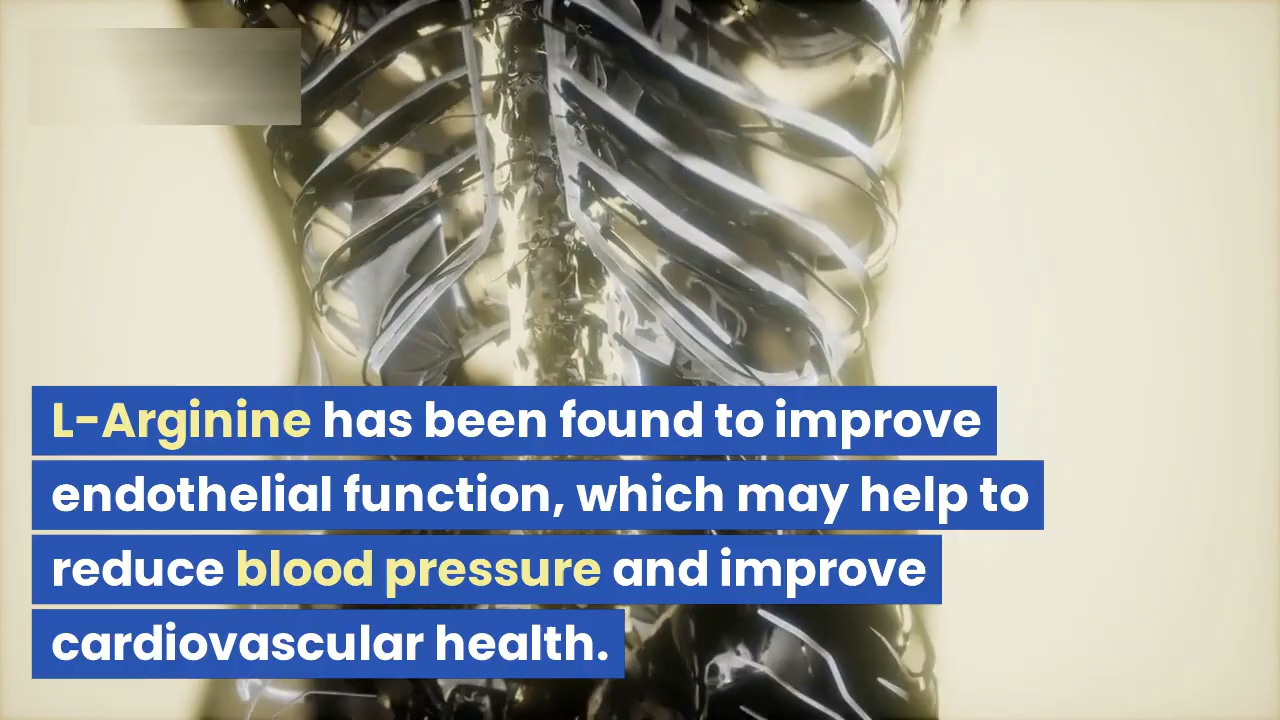 L-Arginine has been found to improve
endothelial function, which may help to
reduce blood pressure and improve
cardiovascular health.